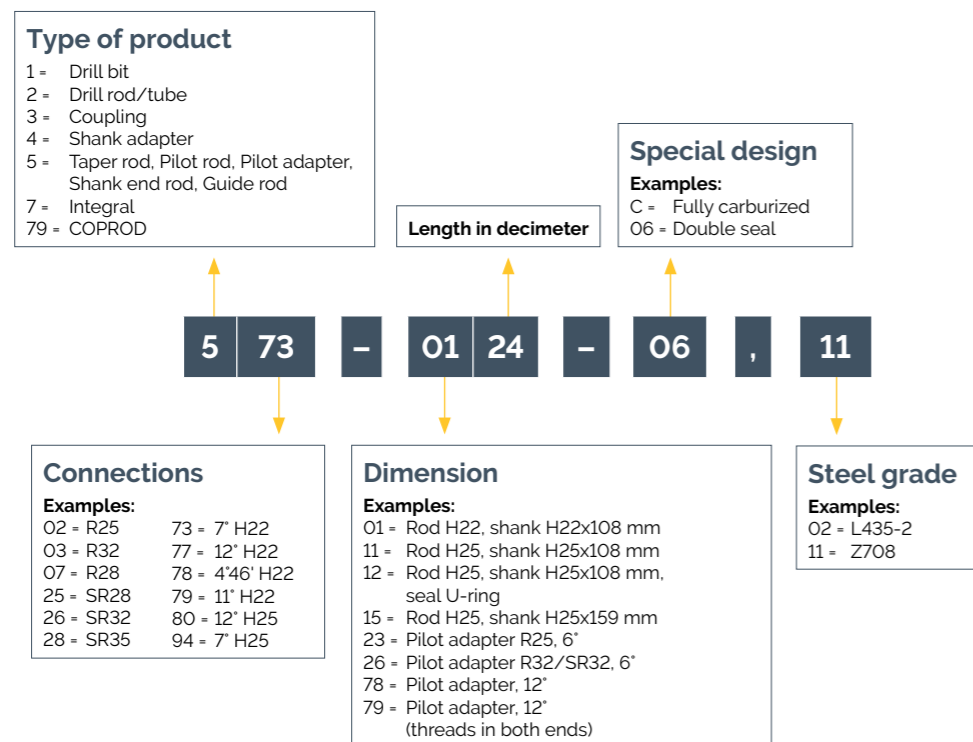 Type of product
1 = Drill bit
2 = Drill rod/tube
3 = Coupling
4 = Shank adapter
5 = Taper rod, Pilot rod, Pilot adapter,
Shank end rod, Guide rod
7 = Integral
79 = COPROD
Length in decimeter
Special design
Examples:
C = Fully carburized
06 = Double seal
5 73 – 01 24 – 06 , 11
Connections
Examples:
02 = R25
03 = R32
07 = R28
25 = SR28
26 = SR32
28 = SR35
73 = 7° H22
77 = 12° H22
78 = 4°46' H22
79 = 11° H22
80 = 12° H25
94 = 7° H25
Dimension
Examples:
01 = Rod H22, shank H22x108 mm
11 = Rod H25, shank H25x108 mm
12 = Rod H25, shank H25x108 mm,
seal U-ring
15 = Rod H25, shank H25x159 mm
23 = Pilot adapter R25, 6°
26 = Pilot adapter R32/SR32, 6°
78 = Pilot adapter, 12°
79 = Pilot adapter, 12°
(threads in both ends)
Steel grade
Examples:
02 = L435-2
11 = Z708